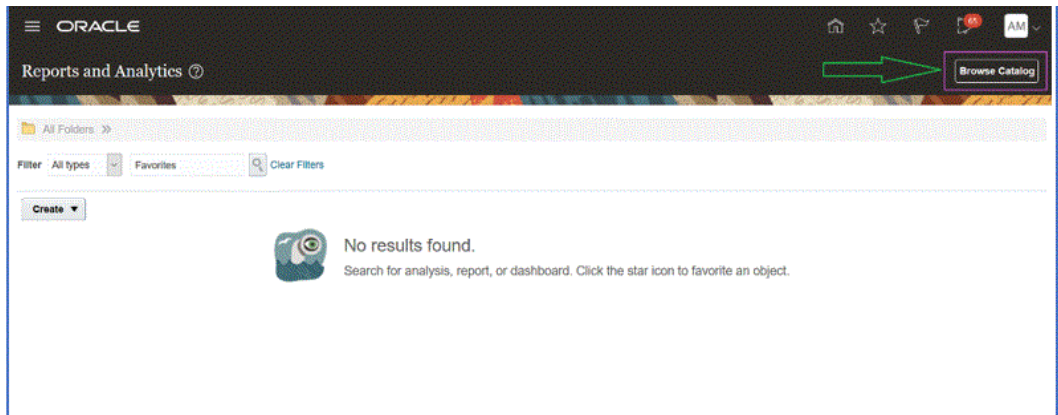 ORACLE
65
AM
Reports and Analytics
Browse Catalog
All Folders
Filter All types Favorites Clear Filters
Create
No results found.
Search for analysis, report, or dashboard. Click the star icon to favorite an object.